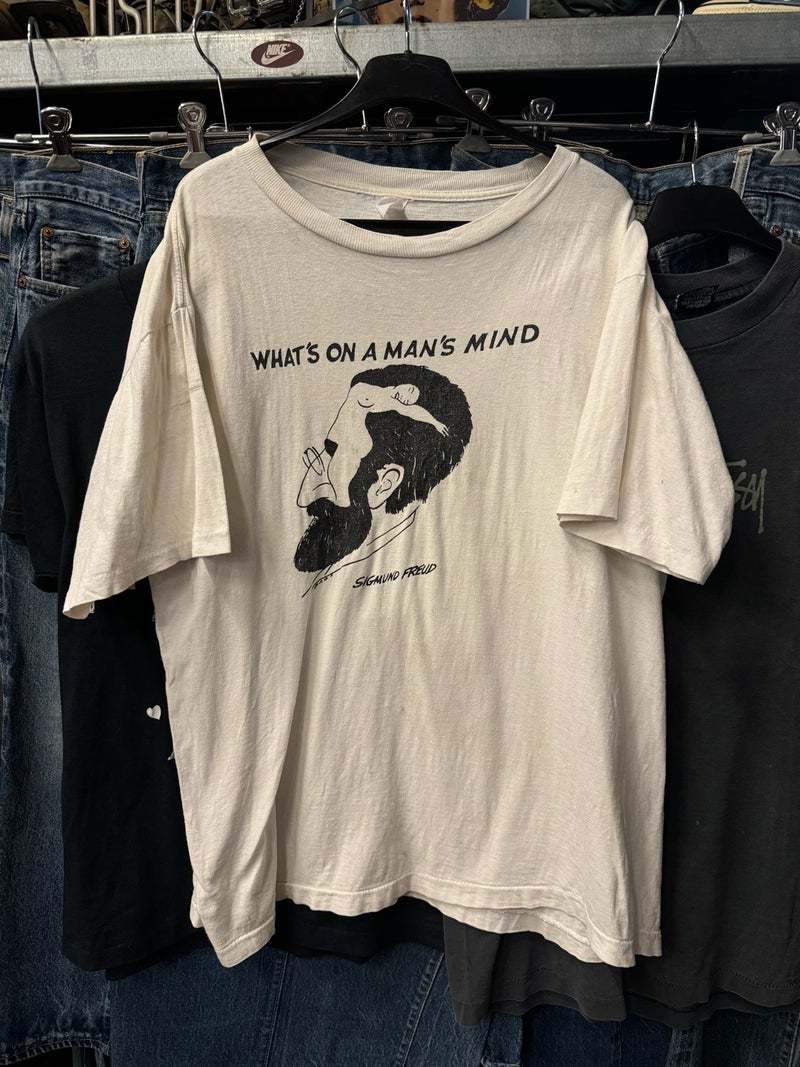 NIKE
WHAT'S ON A MAN'S MIND
SIGMUND FREUD